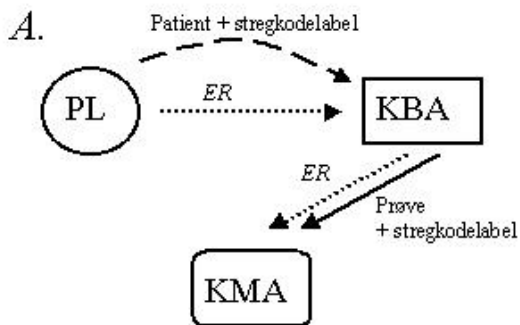 A.
Patient + stregkodelabel
PL
ER
KBA
ER
Prøve
+ stregkodelabel
KMA